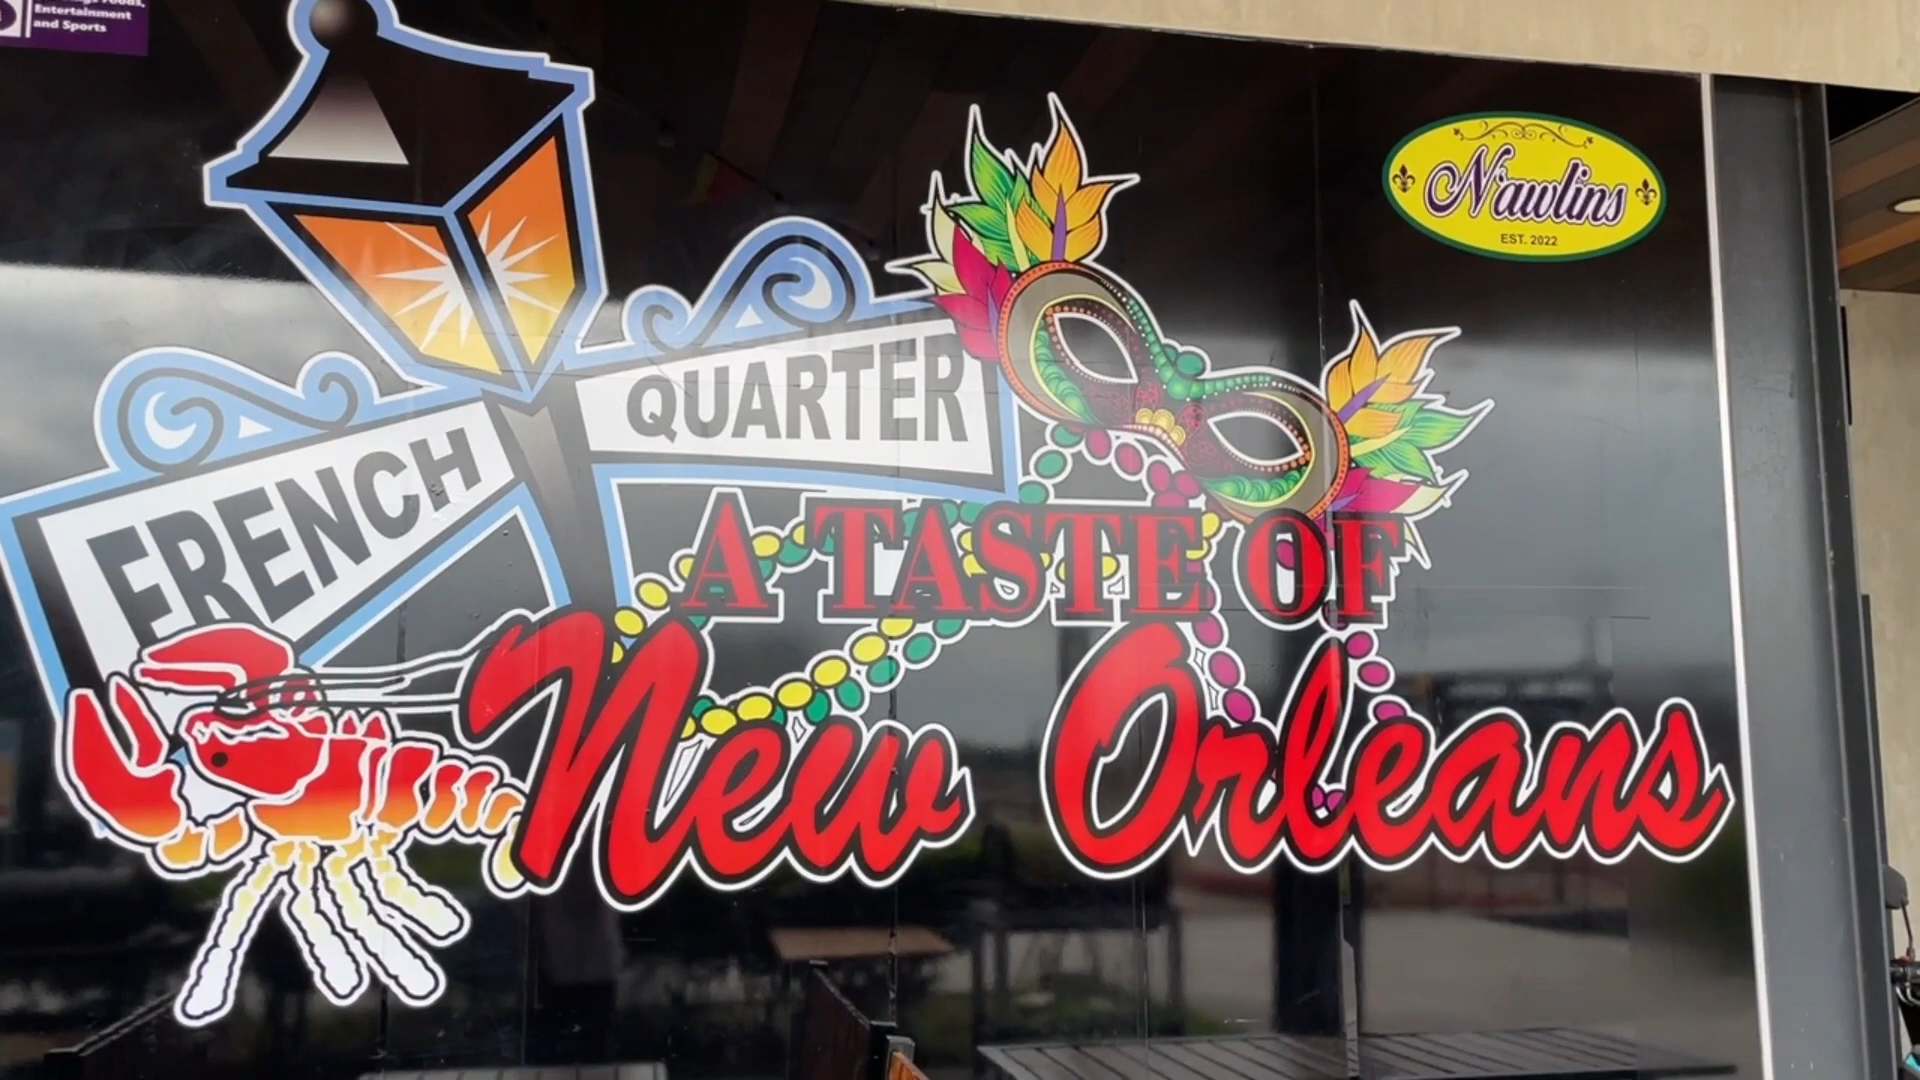 Entertainment
and Sports
N'awlins
EST. 2022
FRENCH
QUARTER
A TASTE OF
New Orleans